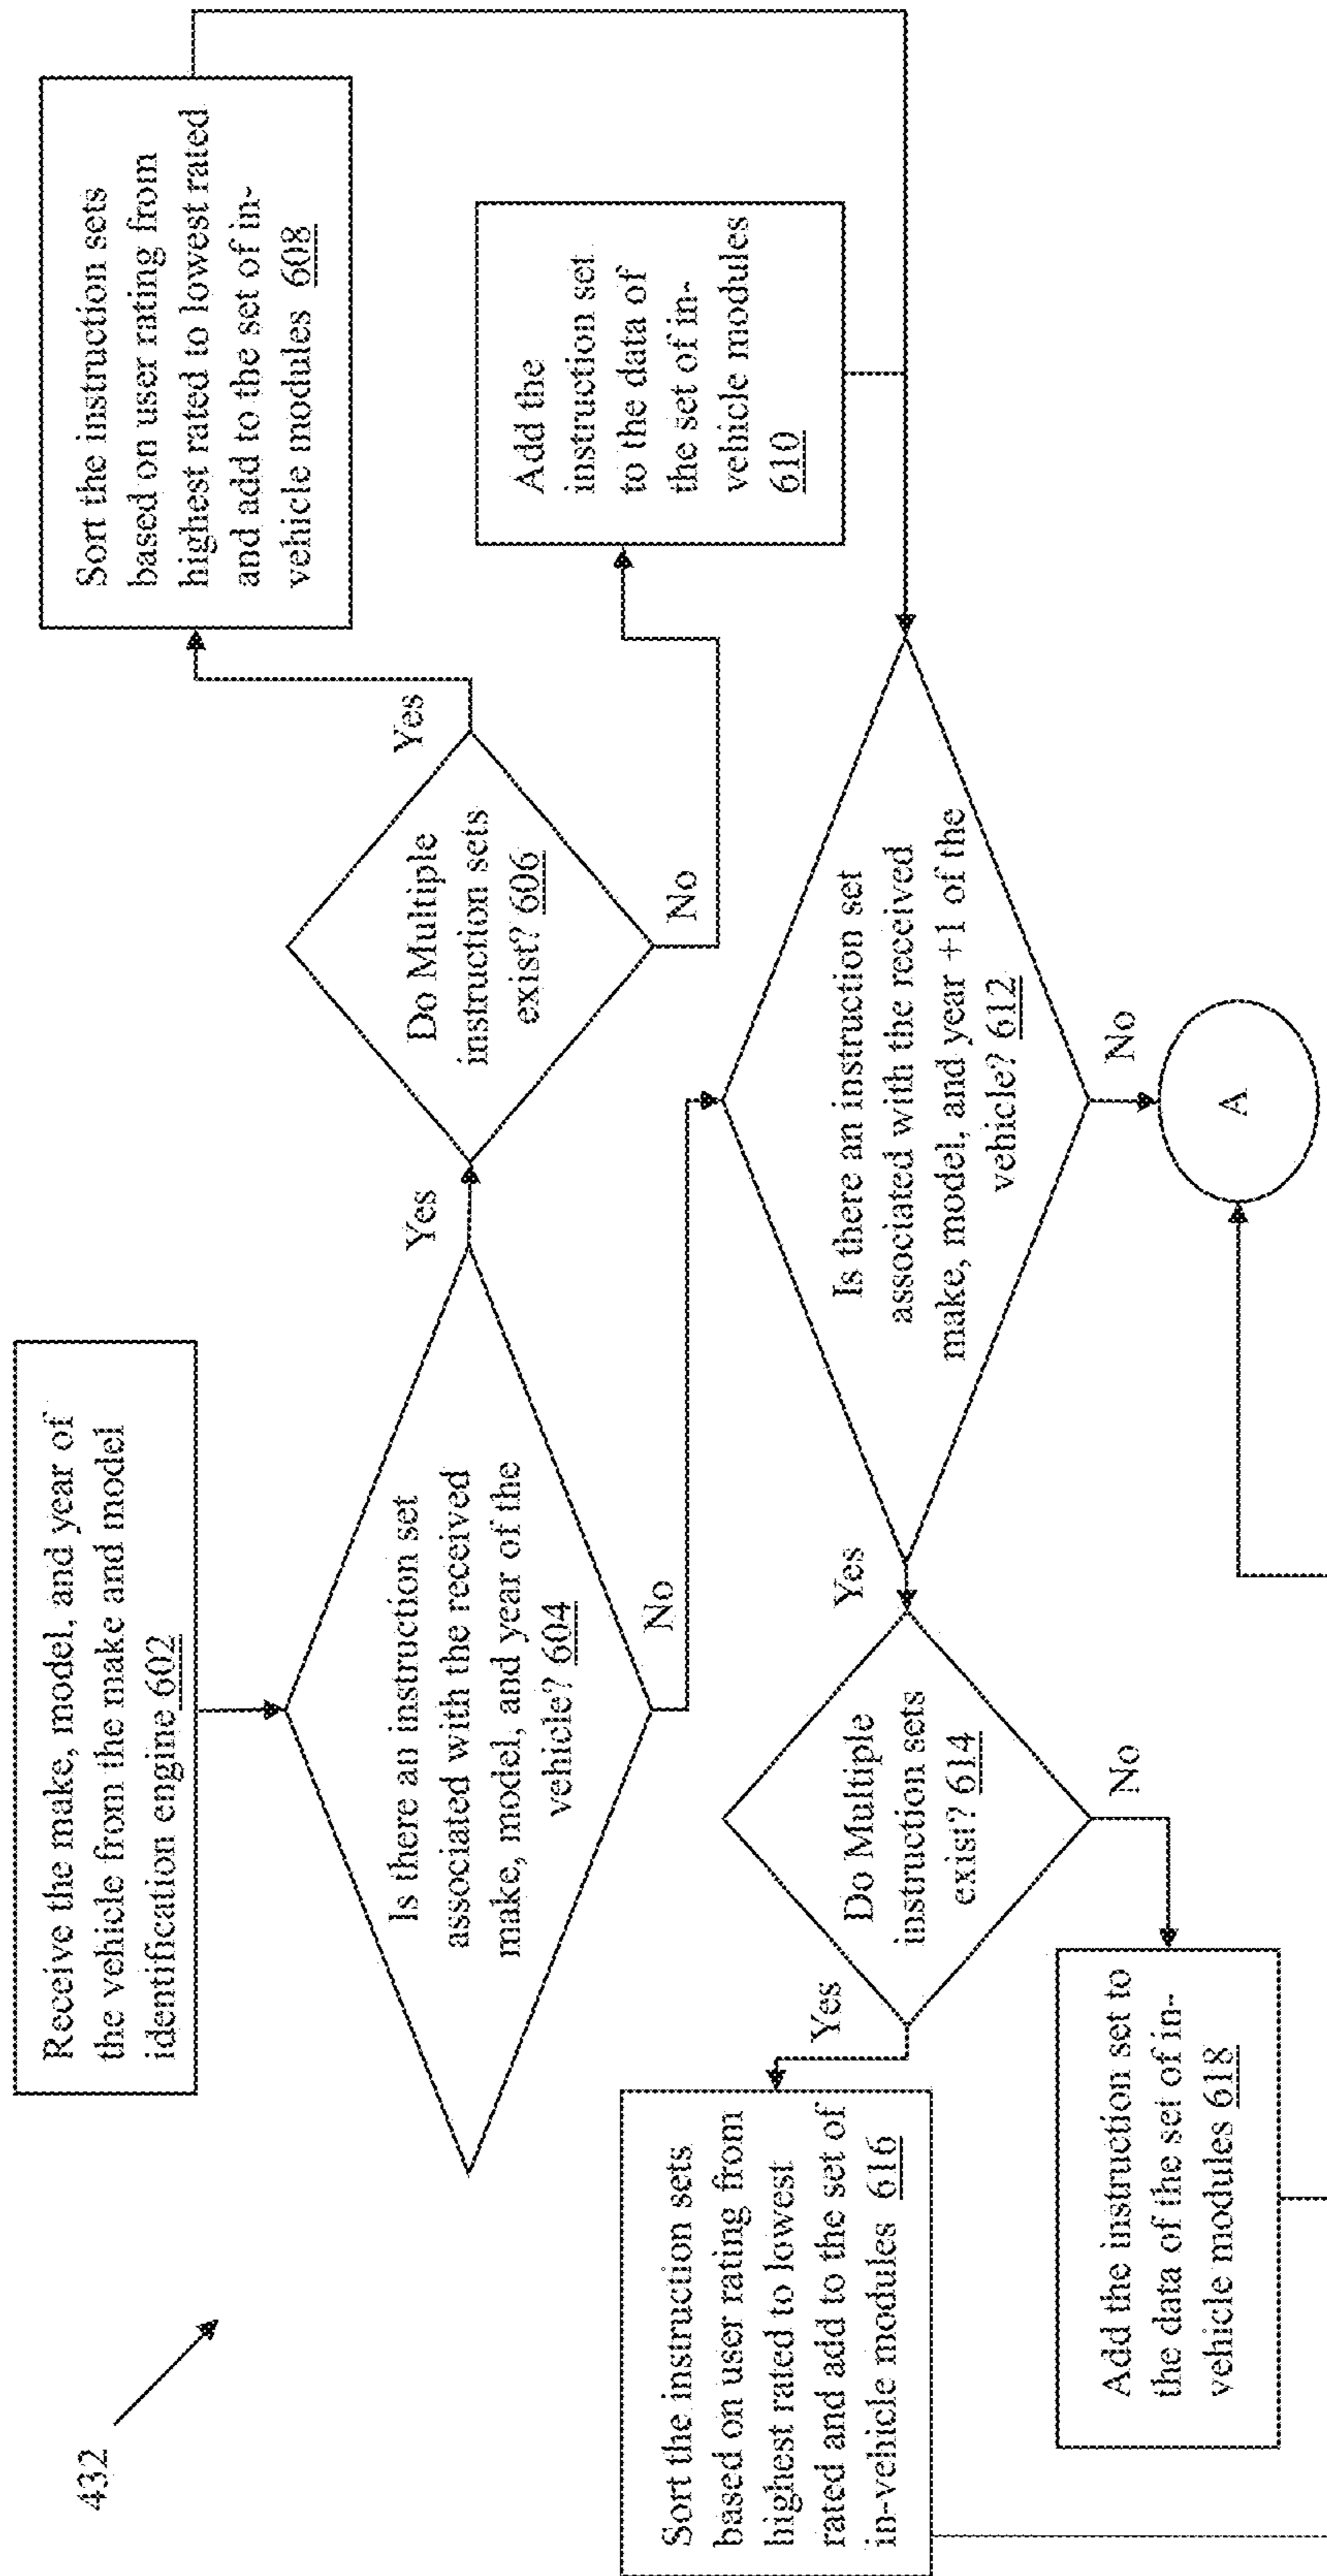 432
Receive the make, model, and year of
the vehicle from the make and model
identification engine 602
Is there an instruction set
associated with the received
make, model, and year of the
vehicle? 604
Yes
No
Do Multiple
instruction sets
exist? 606
Yes
No
Sort the instruction sets
based on user rating from
highest rated to lowest rated
and add to the set of in-
vehicle modules 608
Add the
instruction set
to the data of
the set of in-
vehicle modules
610
Is there an instruction set
associated with the received
make, model, and year +1 of the
vehicle? 612
Yes
No
Do Multiple
instruction sets
exist? 614
Yes
No
Sort the instruction sets
based on user rating from
highest rated to lowest
rated and add to the set of
in-vehicle modules 616
Add the instruction set to
the data of the set of in-
vehicle modules 618
A